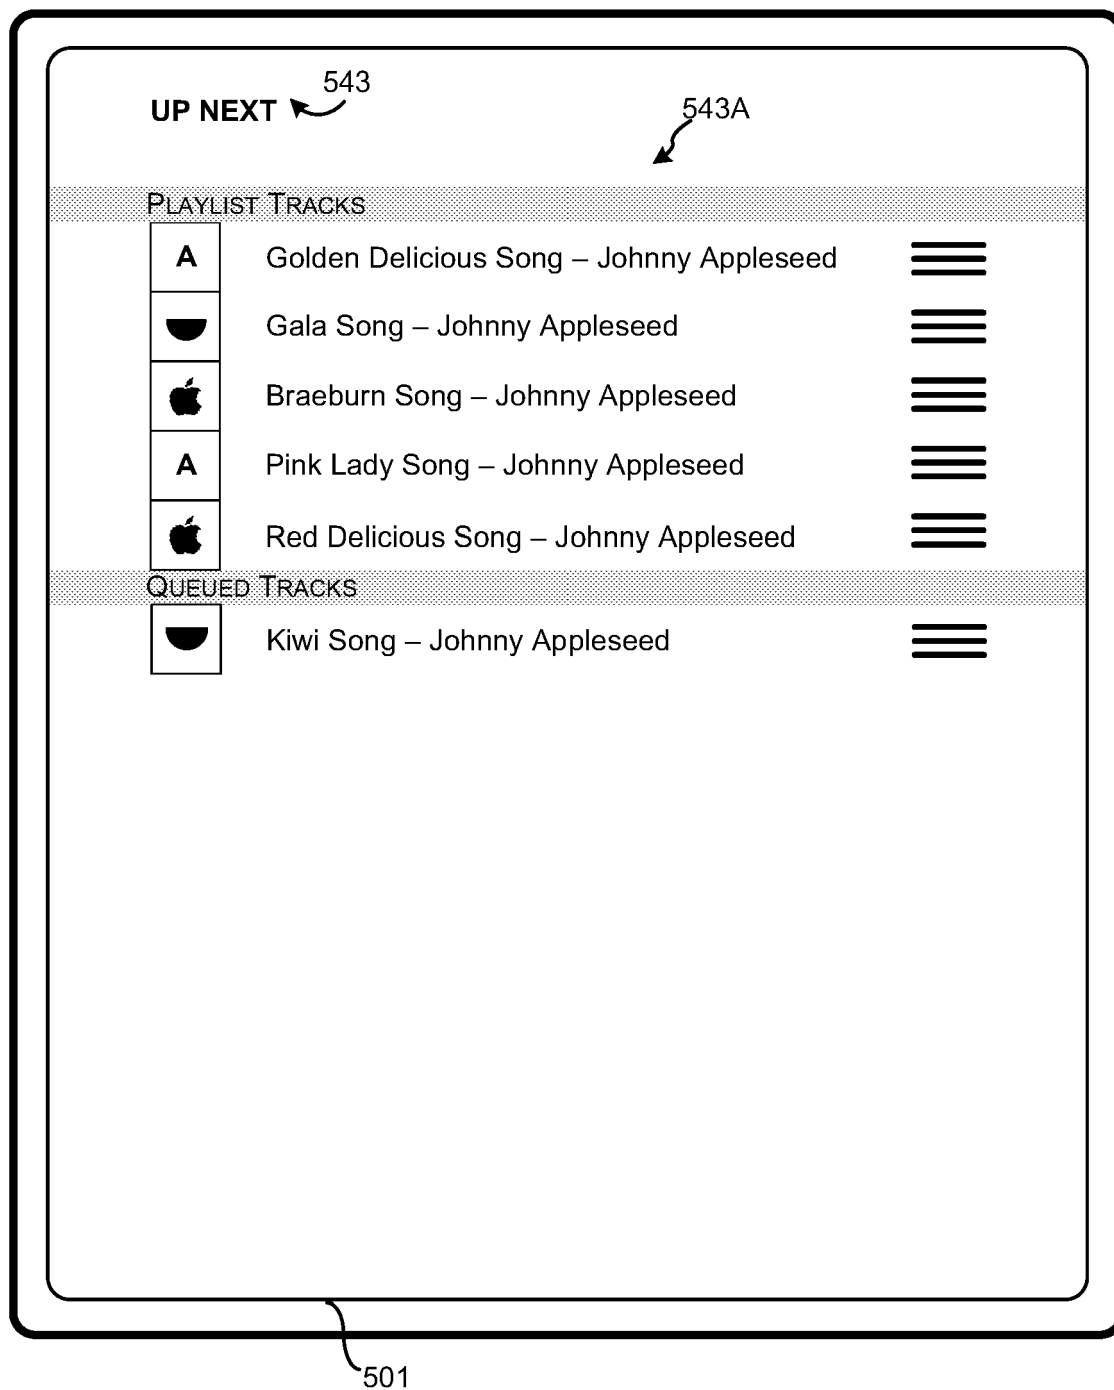 543
UP NEXT
543A
PLAYLIST TRACKS
A Golden Delicious Song – Johnny Appleseed
Gala Song – Johnny Appleseed
Braeburn Song – Johnny Appleseed
A Pink Lady Song – Johnny Appleseed
Red Delicious Song – Johnny Appleseed
QUEUED TRACKS
Kiwi Song – Johnny Appleseed
501